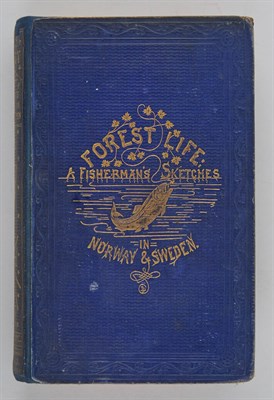 FOREST LIFE:
A FISHERMAN'S SKETCHES
IN
NORWAY & SWEDEN.